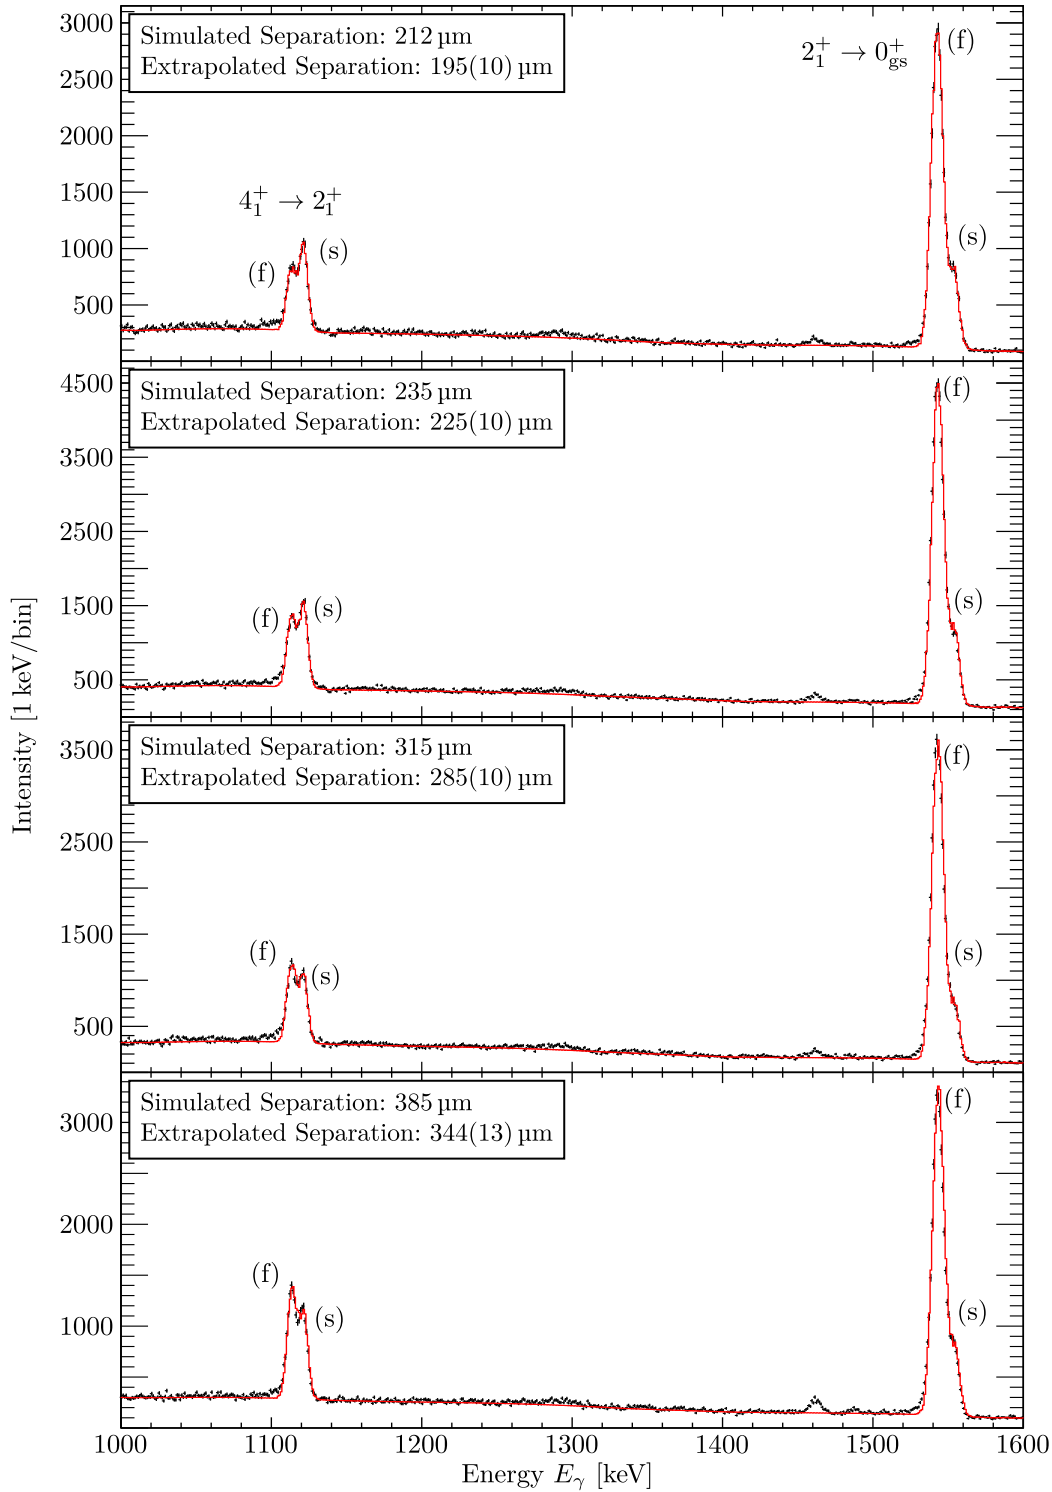 Simulated Separation: 212 µm
Extrapolated Separation: 195(10) µm
2₁⁺ → 0gs⁺
(f)
4₁⁺ → 2₁⁺
(f)
(s)
(s)
3000
2500
2000
1500
1000
500
Simulated Separation: 235 µm
Extrapolated Separation: 225(10) µm
(f)
(f)
(s)
(s)
4500
3500
2500
1500
500
Simulated Separation: 315 µm
Extrapolated Separation: 285(10) µm
(f)
(f)
(s)
(s)
3500
2500
1500
500
Simulated Separation: 385 µm
Extrapolated Separation: 344(13) µm
(f)
(f)
(s)
(s)
3000
2000
1000
Intensity [1 keV/bin]
1000 1100 1200 1300 1400 1500 1600
Energy Eγ [keV]